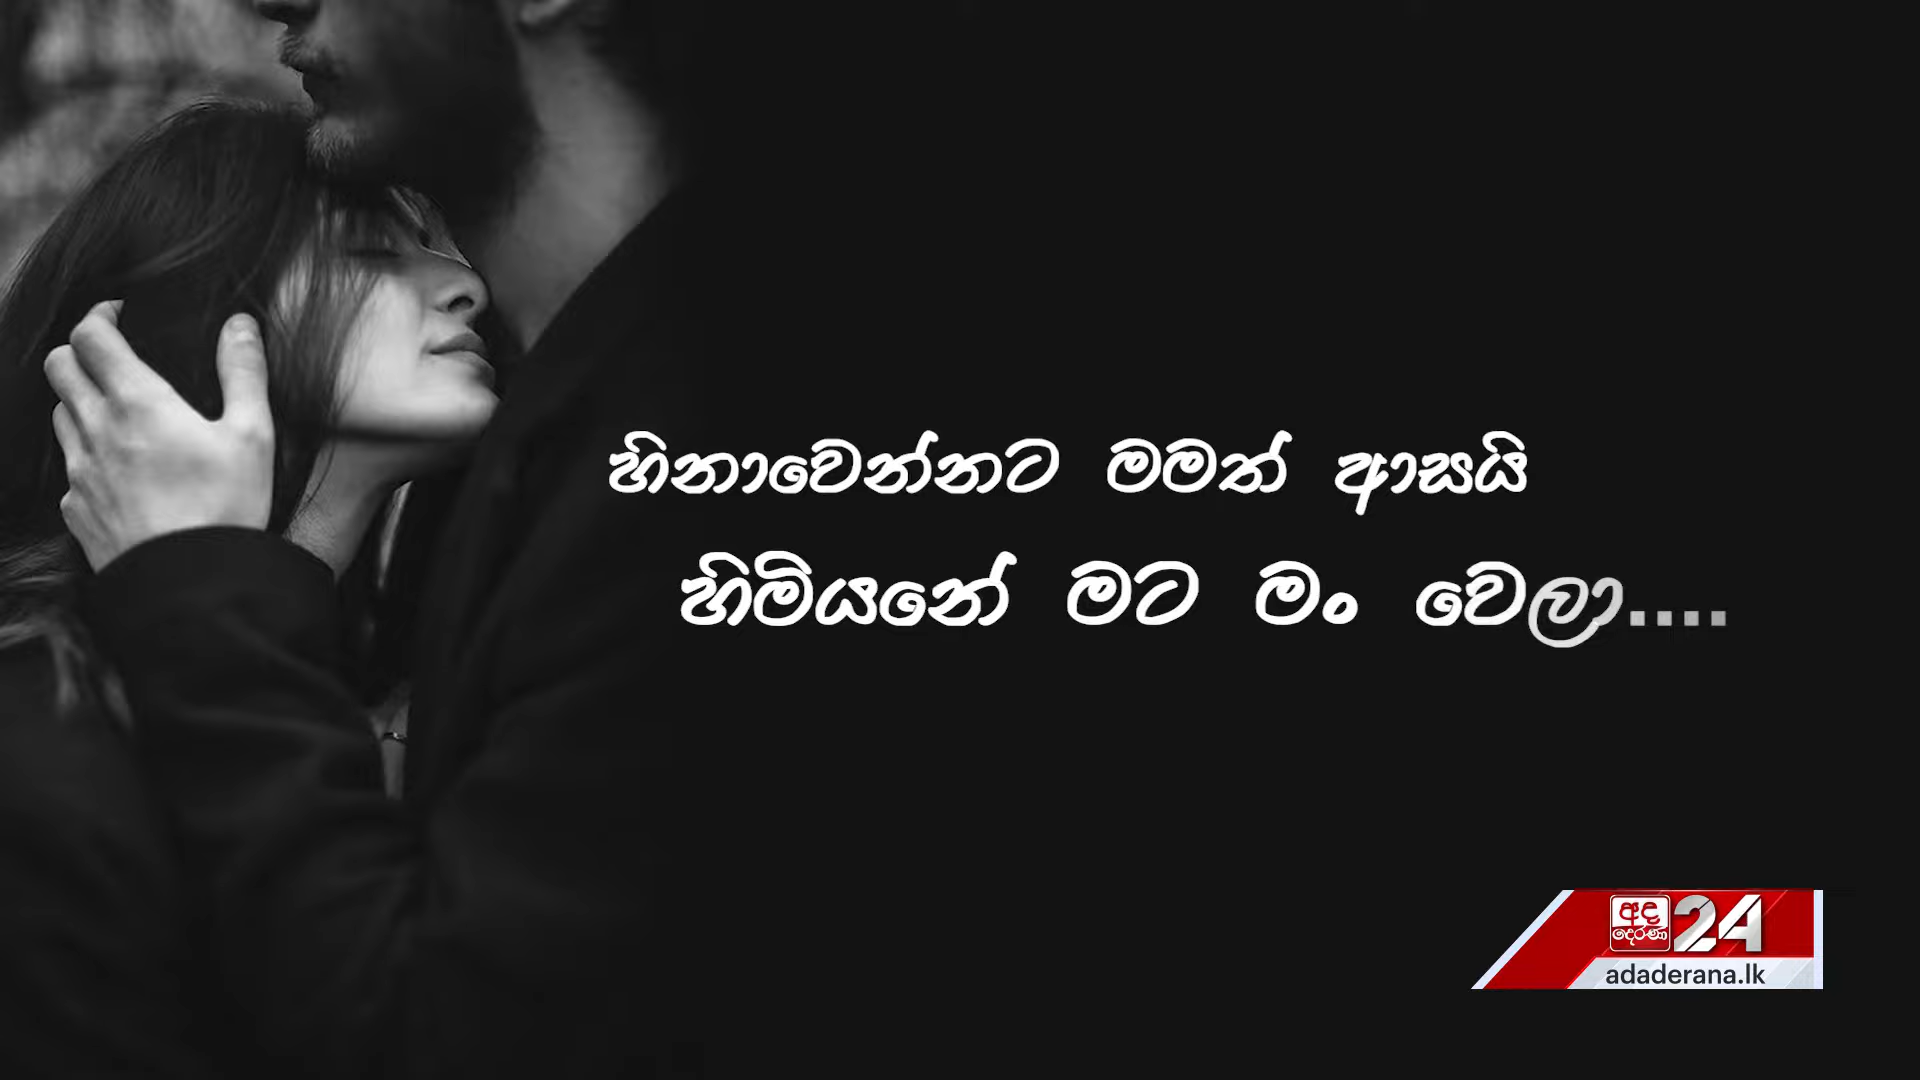 හිනාවෙන්නට මමත් ආසයි
හිමියනේ මට මං වෙලා....
අද දෙරණ 24
adaderana.lk